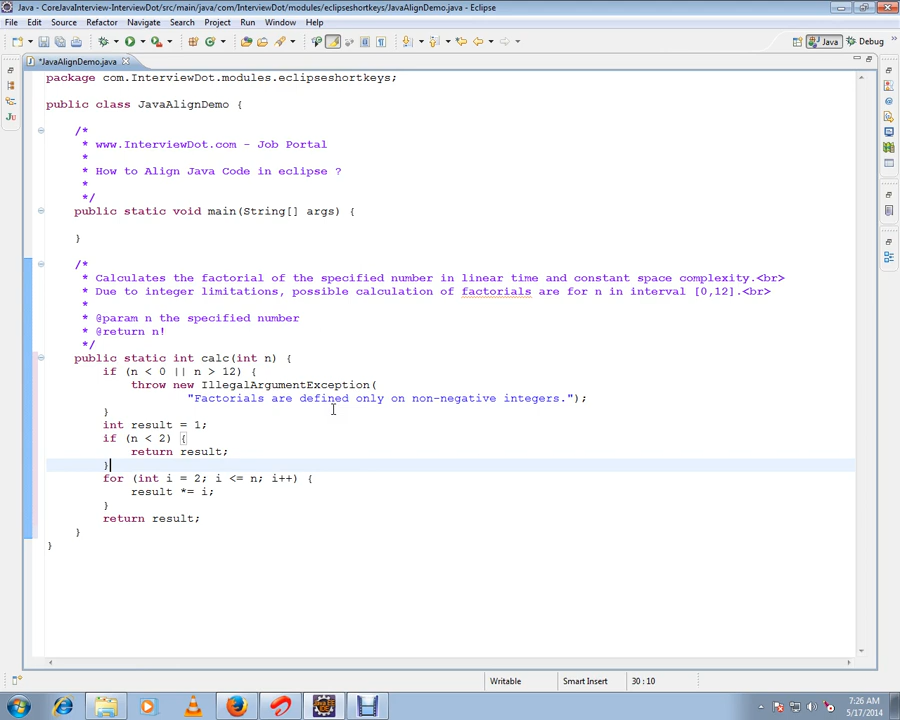 Java - CoreJavaInterview-InterviewDot/src/main/java/com/InterviewDot/modules/eclipseshortkeys/JavaAlignDemo.java - Eclipse
File Edit Source Refactor Navigate Search Project Run Window Help
Java Debug
*JavaAlignDemo.java
package com.InterviewDot.modules.eclipseshortkeys;
public class JavaAlignDemo {
/*
* www.InterviewDot.com - Job Portal
*
* How to Align Java Code in eclipse ?
*
*/
public static void main(String[] args) {
}
/*
* Calculates the factorial of the specified number in linear time and constant space complexity.<br>
* Due to integer limitations, possible calculation of factorials are for n in interval [0,12].<br>
*
* @param n the specified number
* @return n!
*/
public static int calc(int n) {
if (n < 0 || n > 12) {
throw new IllegalArgumentException(
"Factorials are defined only on non-negative integers.");
}
int result = 1;
if (n < 2) {
return result;
}
for (int i = 2; i <= n; i++) {
result *= i;
}
return result;
}
}
Writable Smart Insert 30 : 10
7:26 AM
5/17/2014